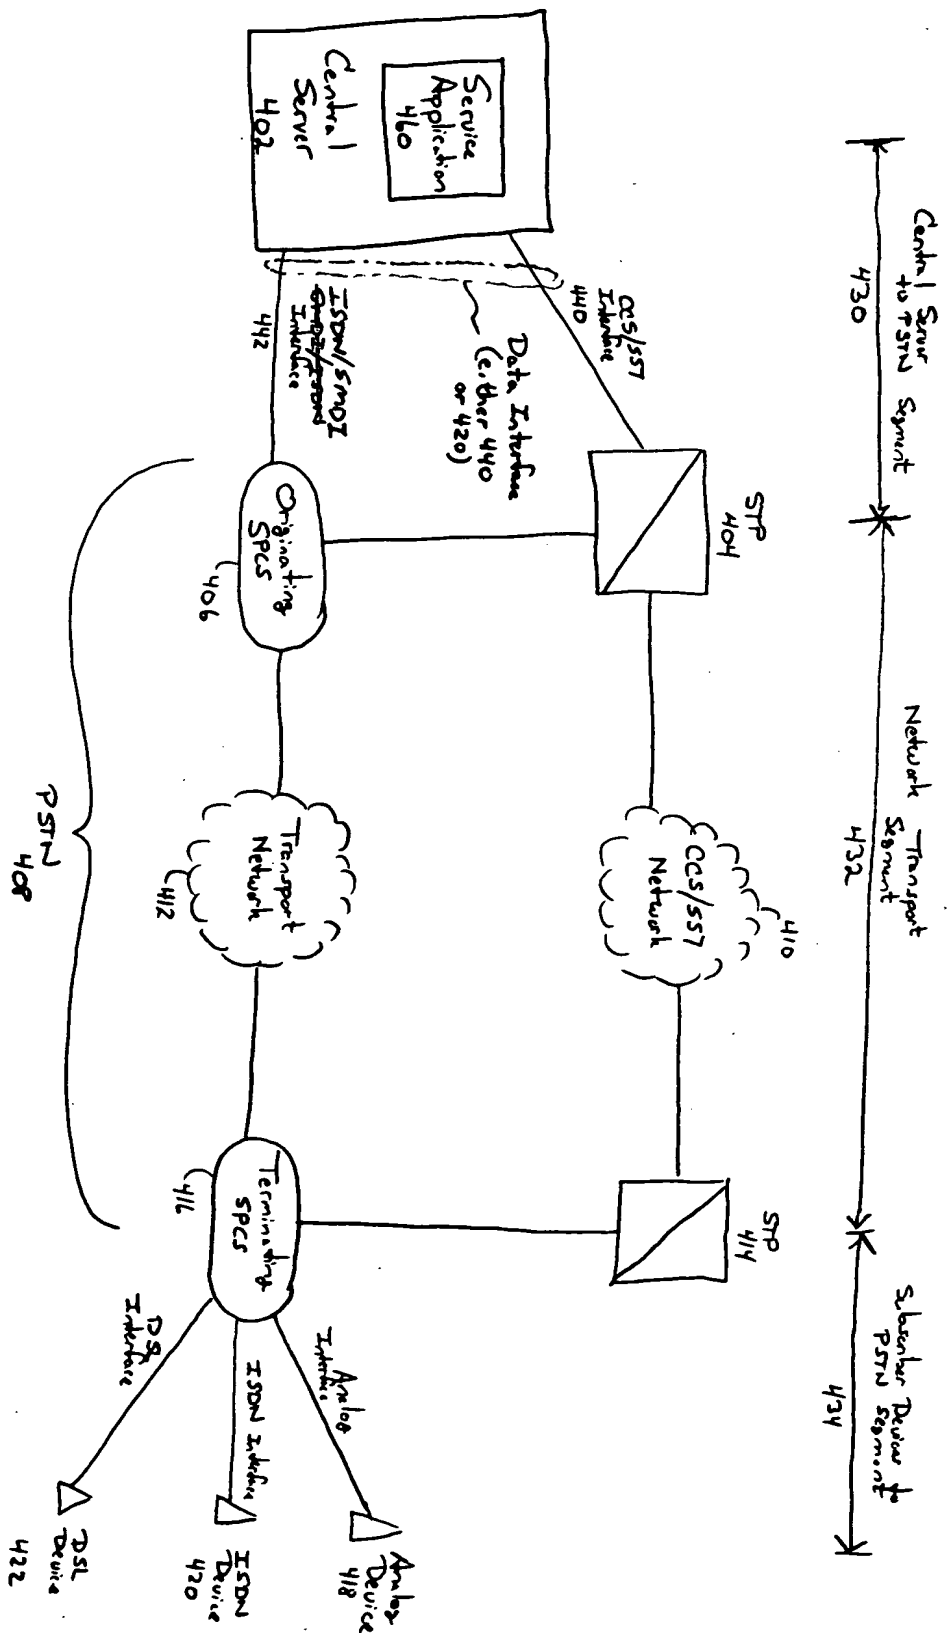 Central Server
to PSTN Segment
430
Network Transport
Segment
432
Subscriber Device to
PSTN Segment
434
Service
Application
460
Central
Server
402
CCS/SS7
Interface
440
Data Interface
(either 440
or 420)
ISDN/SMDI
Interface
442
STP
404
CCS/SS7
Network
410
STP
414
Originating
SPCS
406
Transport
Network
412
Terminating
SPCS
416
Analog
Interface
ISDN Interface
DSL
Interface
Analog
Device
418
ISDN
Device
420
DSL
Device
422
PSTN
408